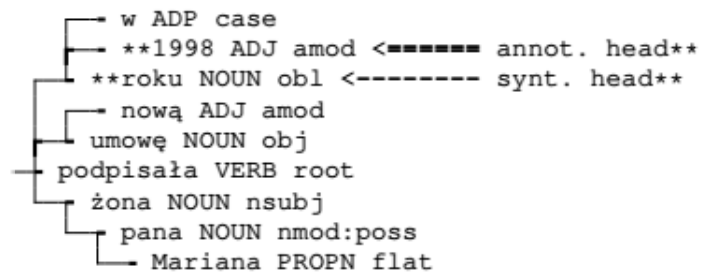 w ADP case
**1998 ADJ amod <====== annot. head**
**roku NOUN obl <-------- synt. head**
nową ADJ amod
umowę NOUN obj
podpisała VERB root
żona NOUN nsubj
pana NOUN nmod:poss
Mariana PROPN flat